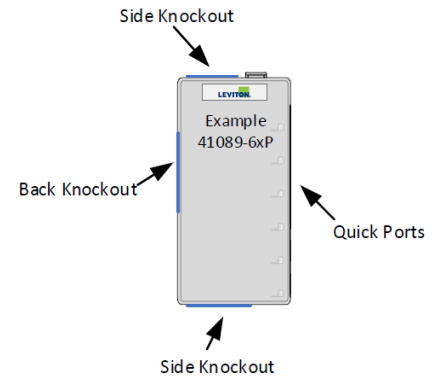 Side Knockout
LEVITON
Example
41089-6xP
Back Knockout
Quick Ports
Side Knockout